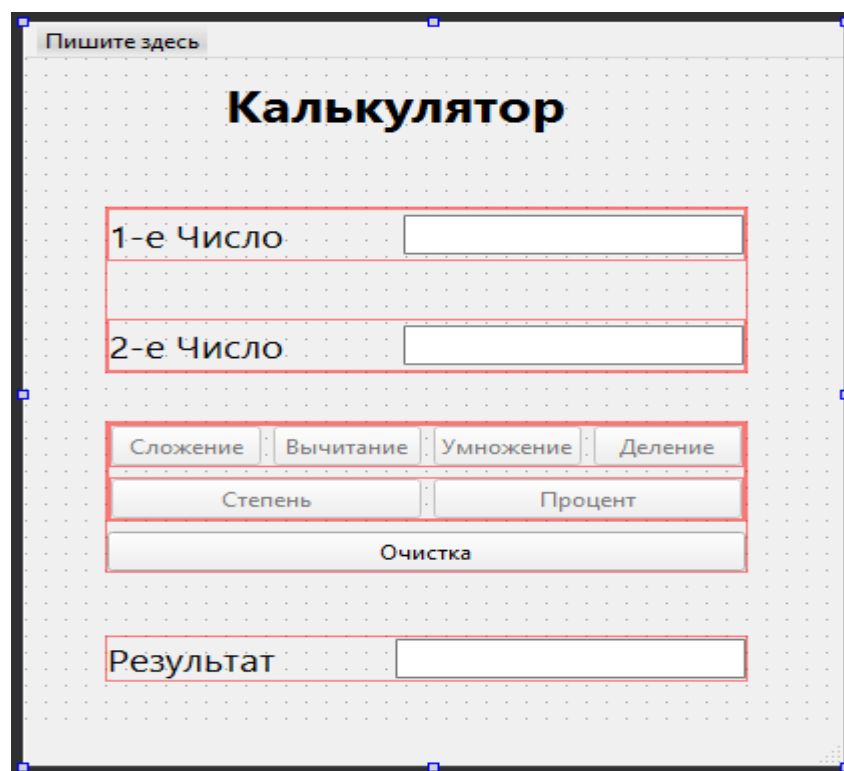 Пишите здесь
Калькулятор
1-е Число
2-е Число
Сложение Вычитание Умножение Деление
Степень Процент
Очистка
Результат